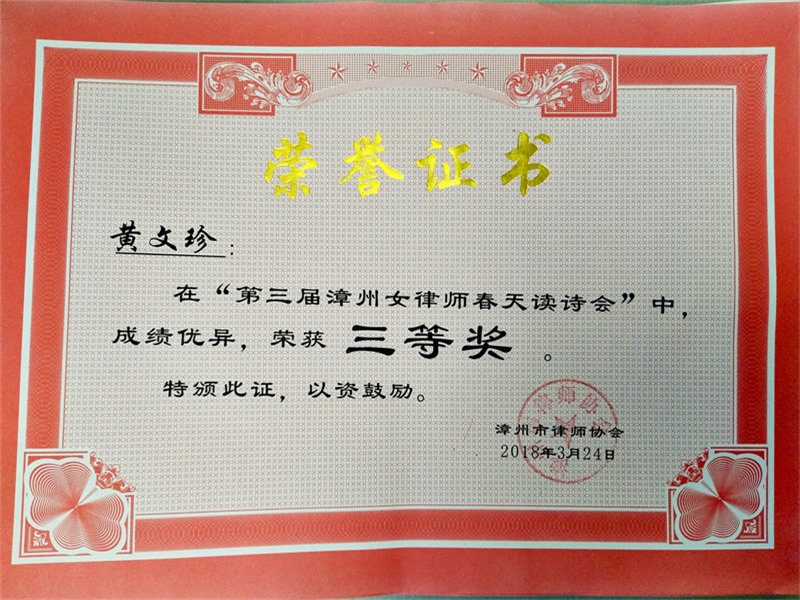 荣誉证书
黄文珍：
在“第三届漳州女律师春天读诗会”中，
成绩优异，荣获 三等奖 。
特颁此证，以资鼓励。
漳州市律师协会
2018年3月24日